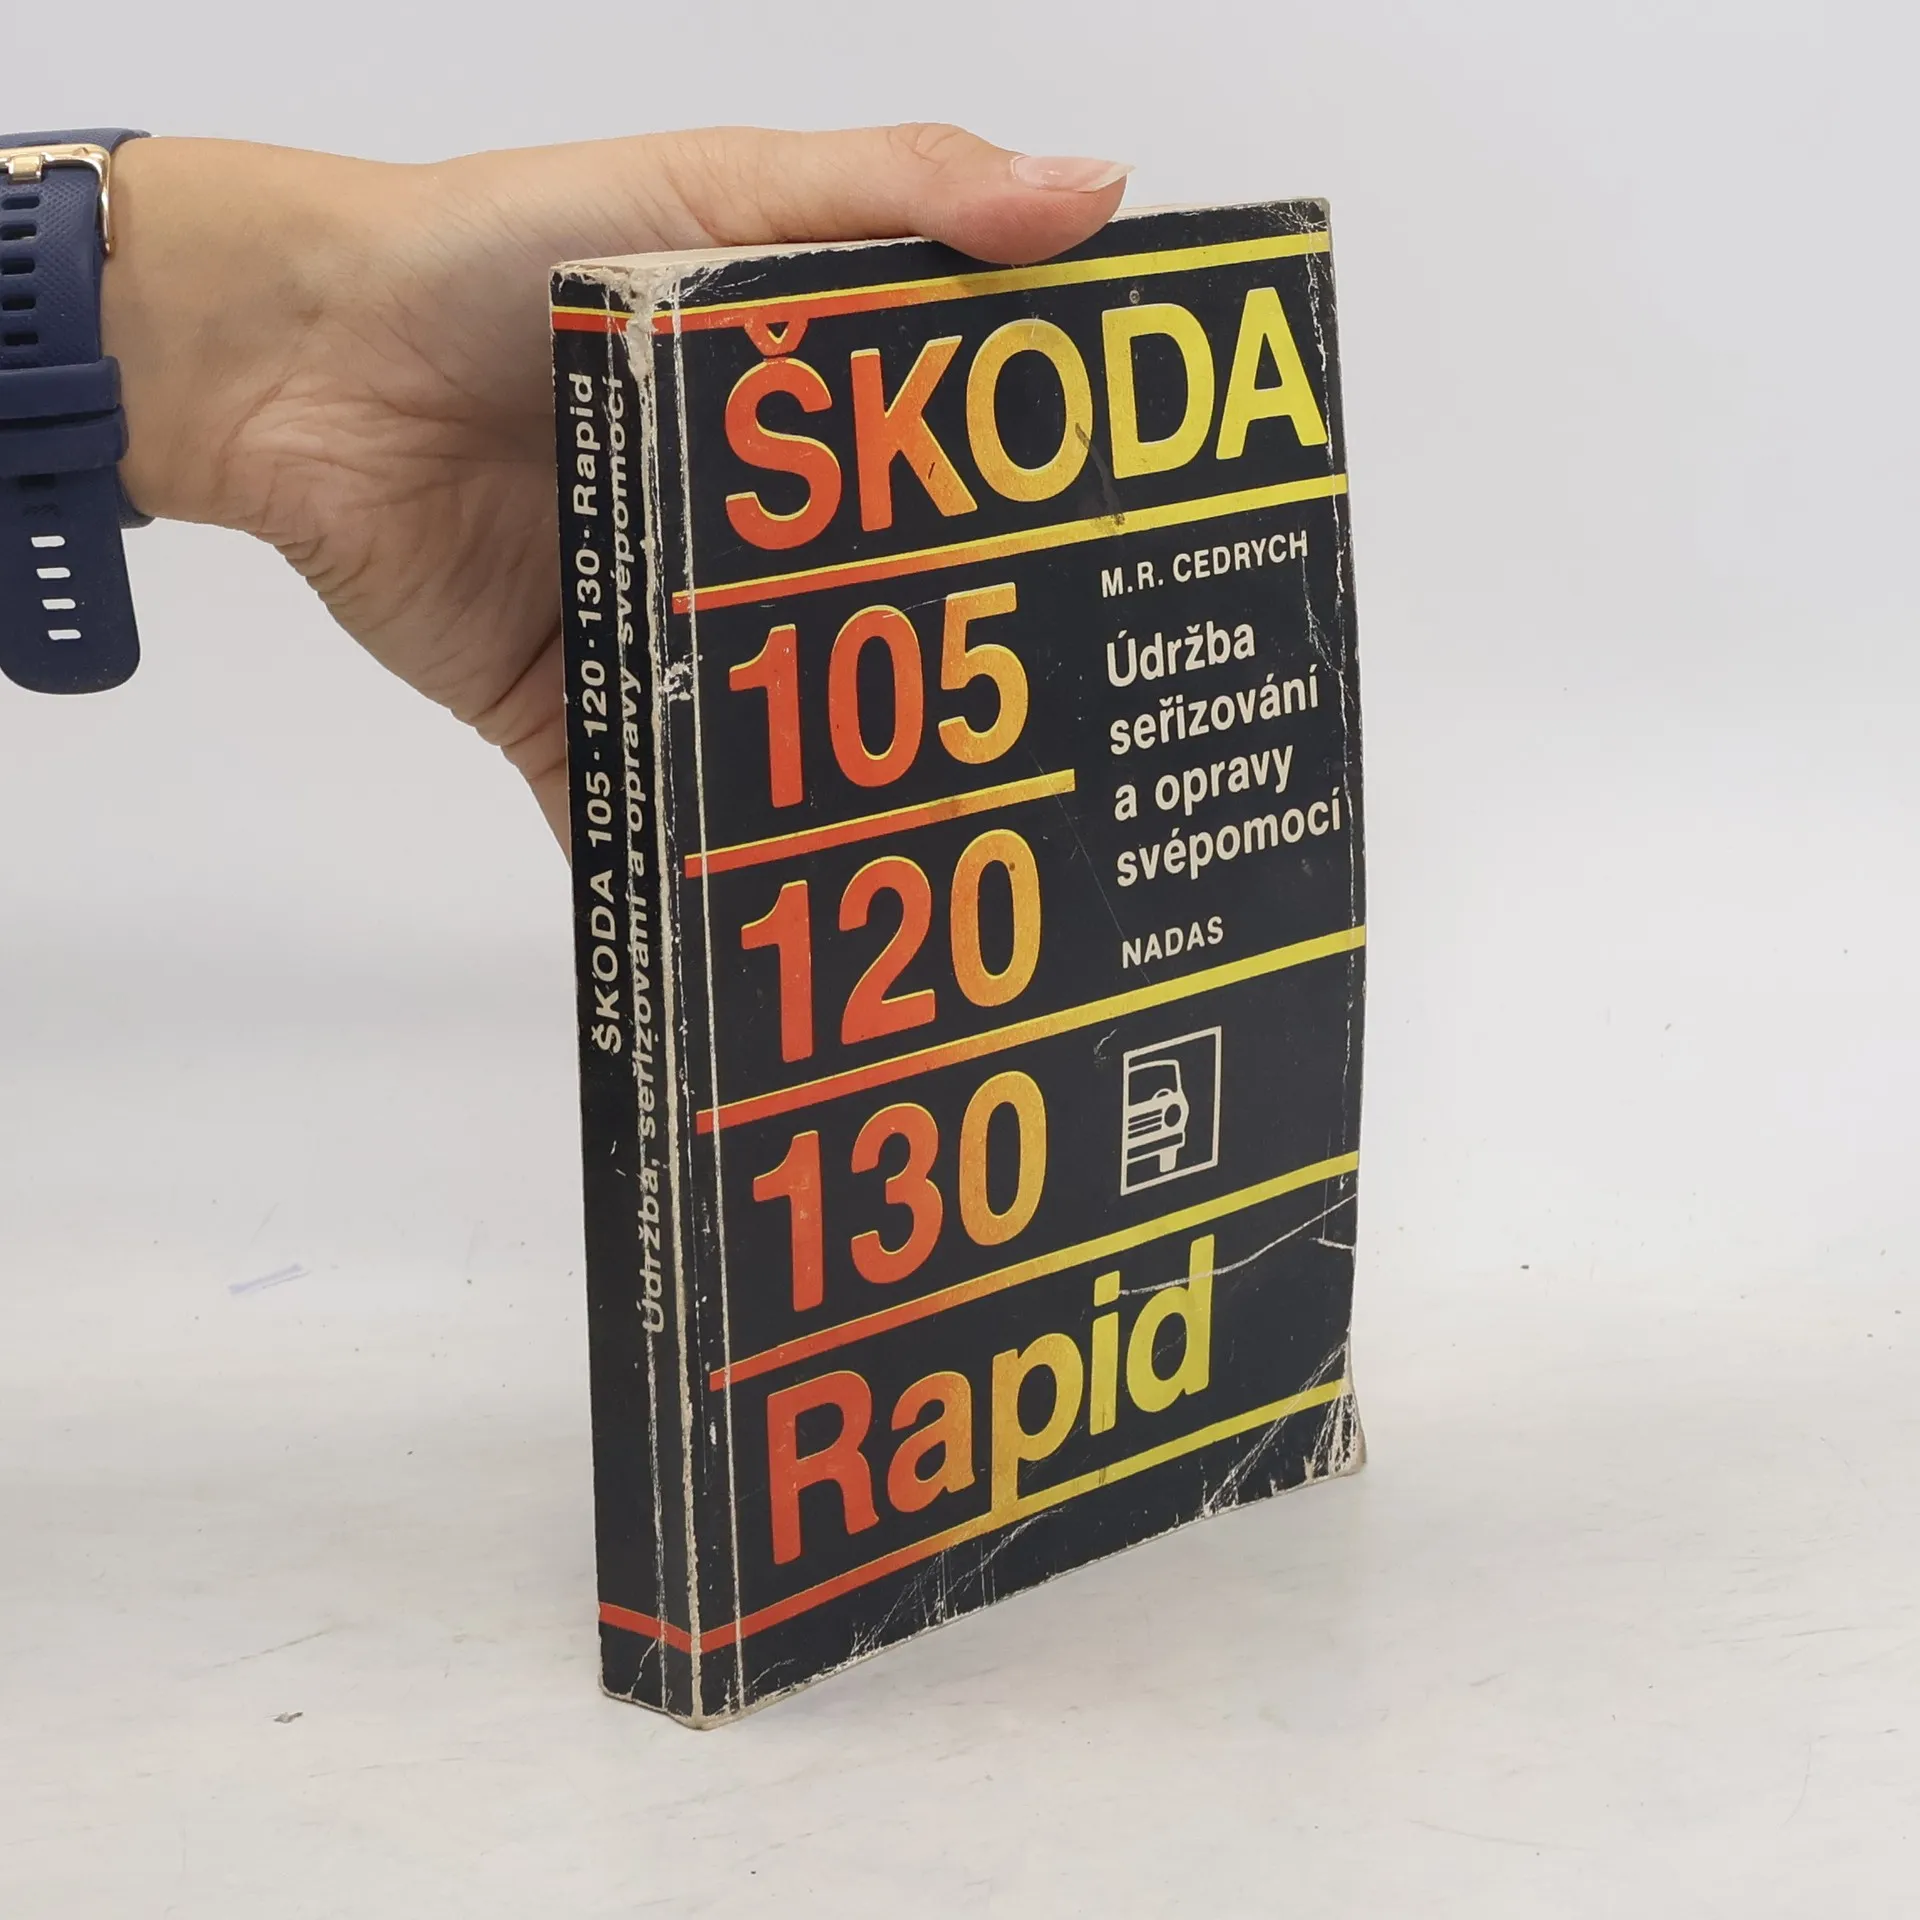 ŠKODA
M.R. CEDRYCH
Údržba
seřizování
a opravy
svépomocí
NADAS
105
120
130
Rapid
ŠKODA 105·120·130·Rapid
Údržba, seřizování a opravy svépomocí